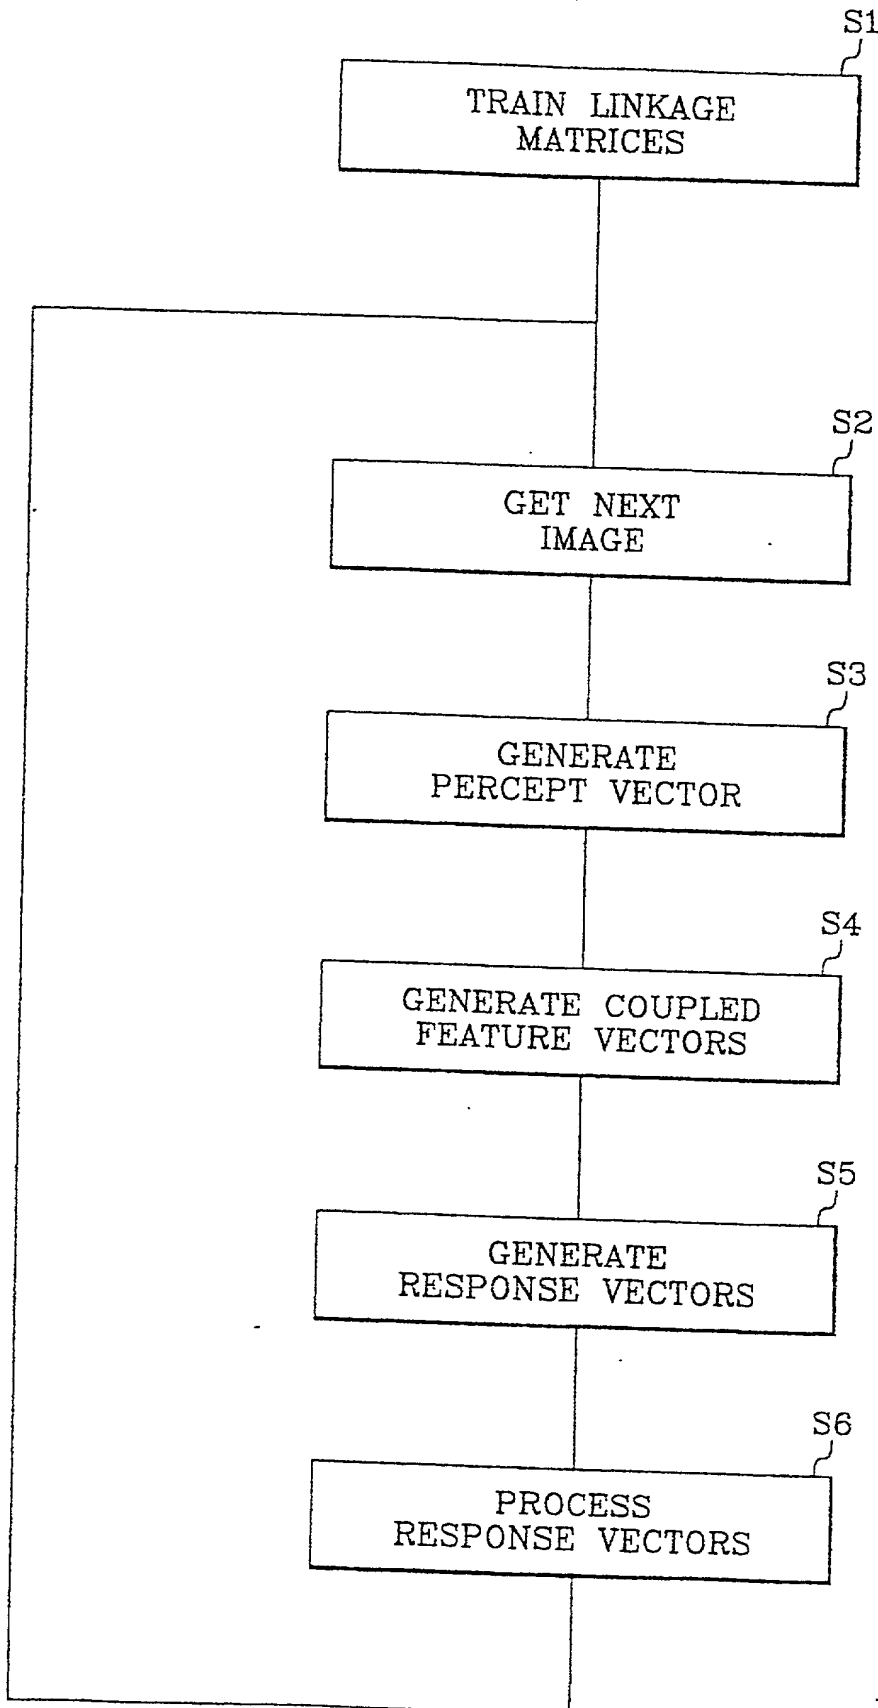 S1
TRAIN LINKAGE
MATRICES
S2
GET NEXT
IMAGE
S3
GENERATE
PERCEPT VECTOR
S4
GENERATE COUPLED
FEATURE VECTORS
S5
GENERATE
RESPONSE VECTORS
S6
PROCESS
RESPONSE VECTORS